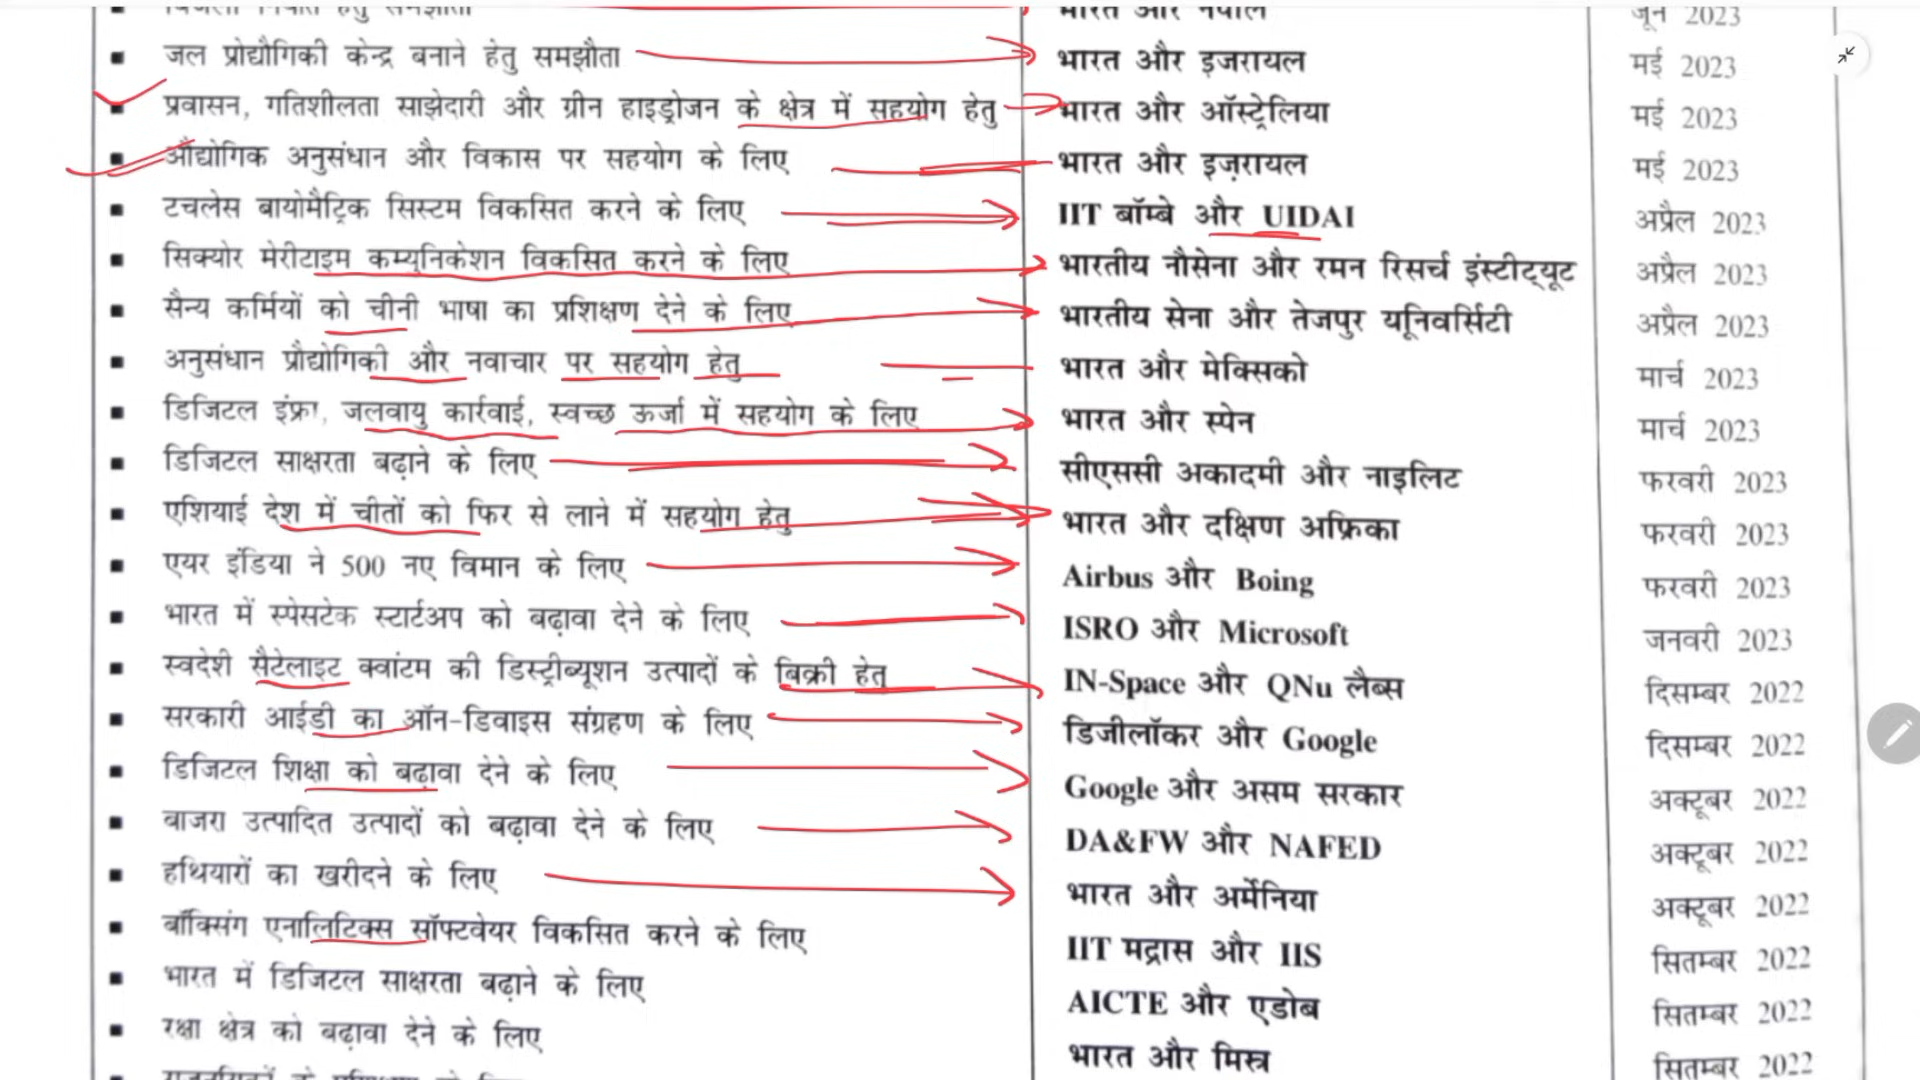 हेतु समझौता भारत और नेपाल जून 2023
जल प्रोद्यौगिकी केन्द्र बनाने हेतु समझौता भारत और इजरायल मई 2023
प्रवासन, गतिशीलता साझेदारी और ग्रीन हाइड्रोजन के क्षेत्र में सहयोग हेतु भारत और ऑस्ट्रेलिया मई 2023
औद्योगिक अनुसंधान और विकास पर सहयोग के लिए भारत और इज़रायल मई 2023
टचलेस बायोमैट्रिक सिस्टम विकसित करने के लिए IIT बॉम्बे और UIDAI अप्रैल 2023
सिक्योर मेरीटाइम कम्युनिकेशन विकसित करने के लिए भारतीय नौसेना और रमन रिसर्च इंस्टीट्यूट अप्रैल 2023
सैन्य कर्मियों को चीनी भाषा का प्रशिक्षण देने के लिए भारतीय सेना और तेजपुर यूनिवर्सिटी अप्रैल 2023
अनुसंधान प्रौद्योगिकी और नवाचार पर सहयोग हेतु भारत और मेक्सिको मार्च 2023
डिजिटल इंफ्रा, जलवायु कार्रवाई, स्वच्छ ऊर्जा में सहयोग के लिए भारत और स्पेन मार्च 2023
डिजिटल साक्षरता बढ़ाने के लिए सीएससी अकादमी और नाइलिट फरवरी 2023
एशियाई देश में चीतों को फिर से लाने में सहयोग हेतु भारत और दक्षिण अफ्रिका फरवरी 2023
एयर इंडिया ने 500 नए विमान के लिए Airbus और Boing फरवरी 2023
भारत में स्पेसटेक स्टार्टअप को बढ़ावा देने के लिए ISRO और Microsoft जनवरी 2023
स्वदेशी सैटेलाइट क्वांटम की डिस्ट्रीब्यूशन उत्पादों के बिक्री हेतु IN-Space और QNu लैब्स दिसम्बर 2022
सरकारी आईडी का ऑन-डिवाइस संग्रहण के लिए डिजीलॉकर और Google दिसम्बर 2022
डिजिटल शिक्षा को बढ़ावा देने के लिए Google और असम सरकार अक्टूबर 2022
बाजरा उत्पादित उत्पादों को बढ़ावा देने के लिए DA&FW और NAFED अक्टूबर 2022
हथियारों का खरीदने के लिए भारत और अर्मेनिया अक्टूबर 2022
बॉक्सिंग एनालिटिक्स सॉफ्टवेयर विकसित करने के लिए IIT मद्रास और IIS सितम्बर 2022
भारत में डिजिटल साक्षरता बढ़ाने के लिए AICTE और एडोब सितम्बर 2022
रक्षा क्षेत्र को बढ़ावा देने के लिए भारत और मिस्त्र सितम्बर 2022